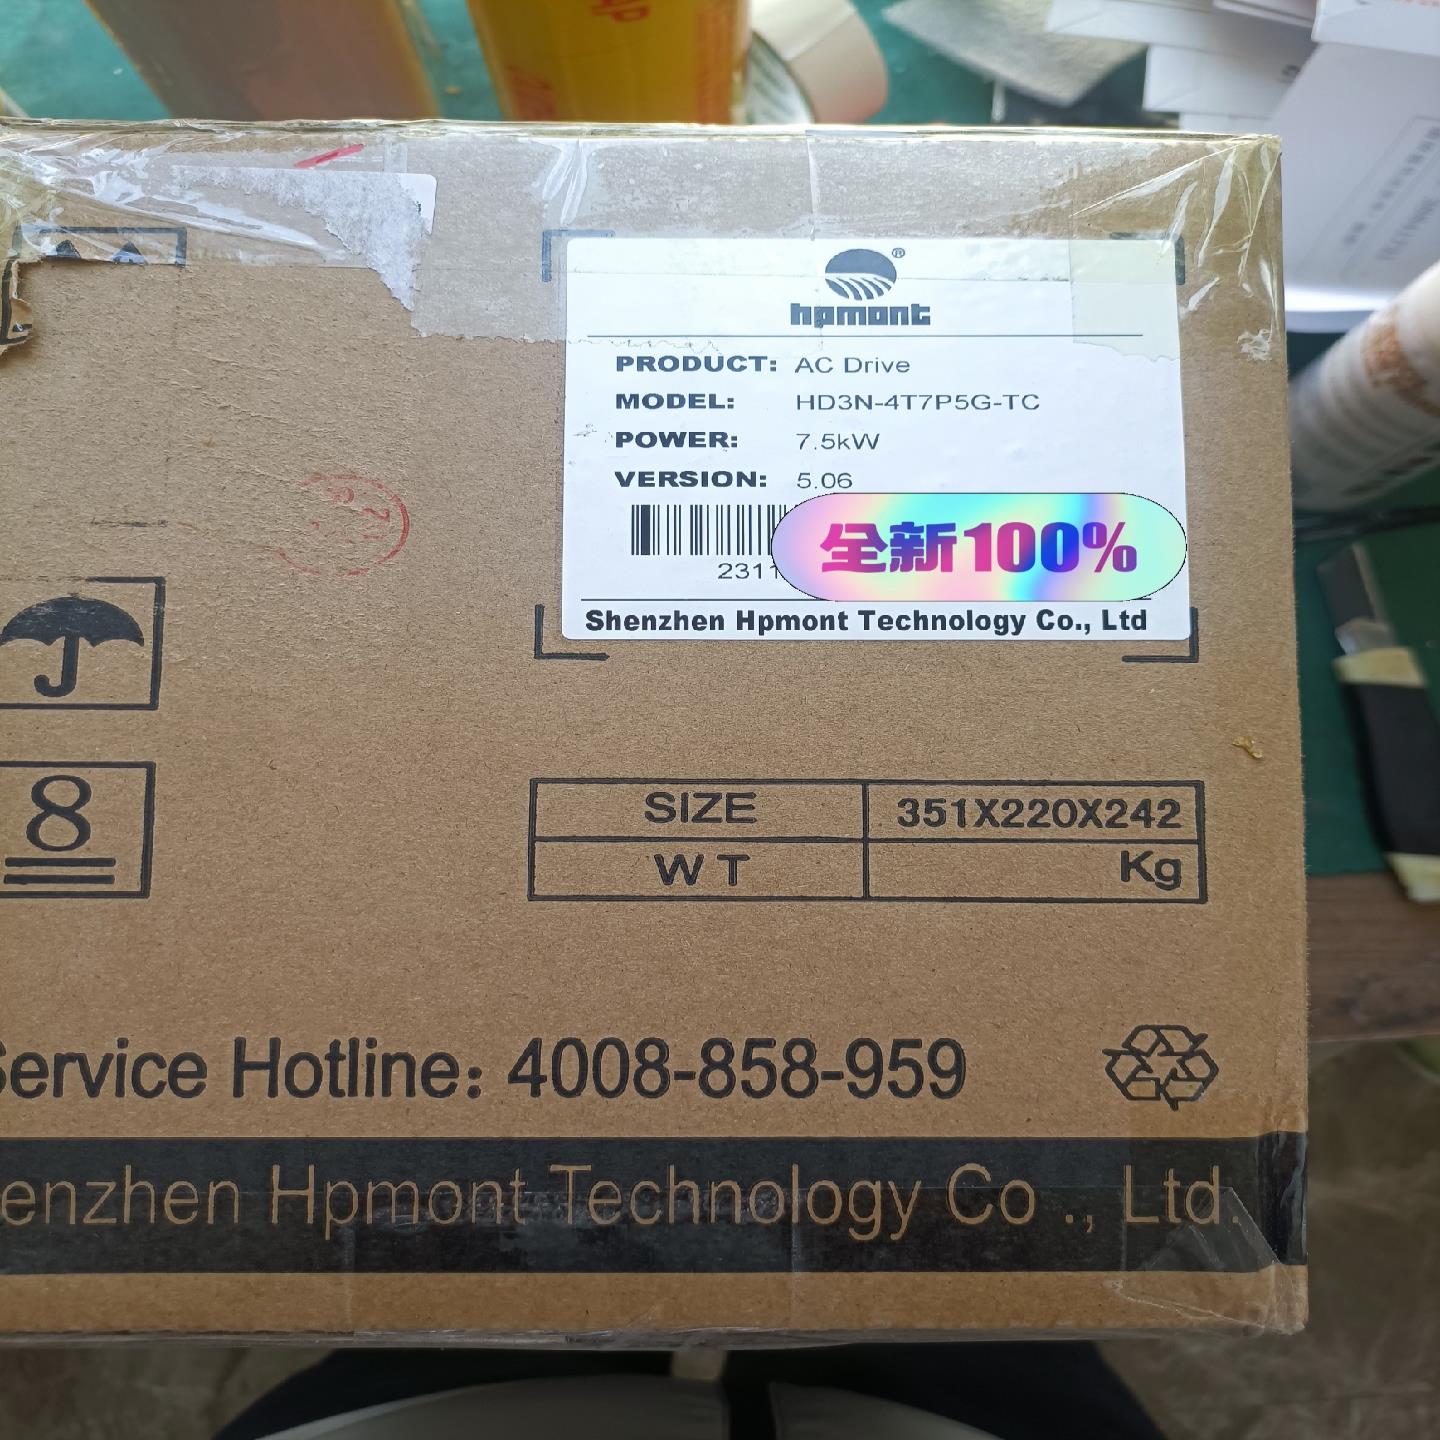 hpmont®
PRODUCT: AC Drive
MODEL: HD3N-4T7P5G-TC
POWER: 7.5kW
VERSION: 5.06
2311
全新100%
Shenzhen Hpmont Technology Co., Ltd
8
SIZE 351X220X242
WT Kg
Service Hotline: 4008-858-959
enzhen Hpmont Technology Co ., Ltd.